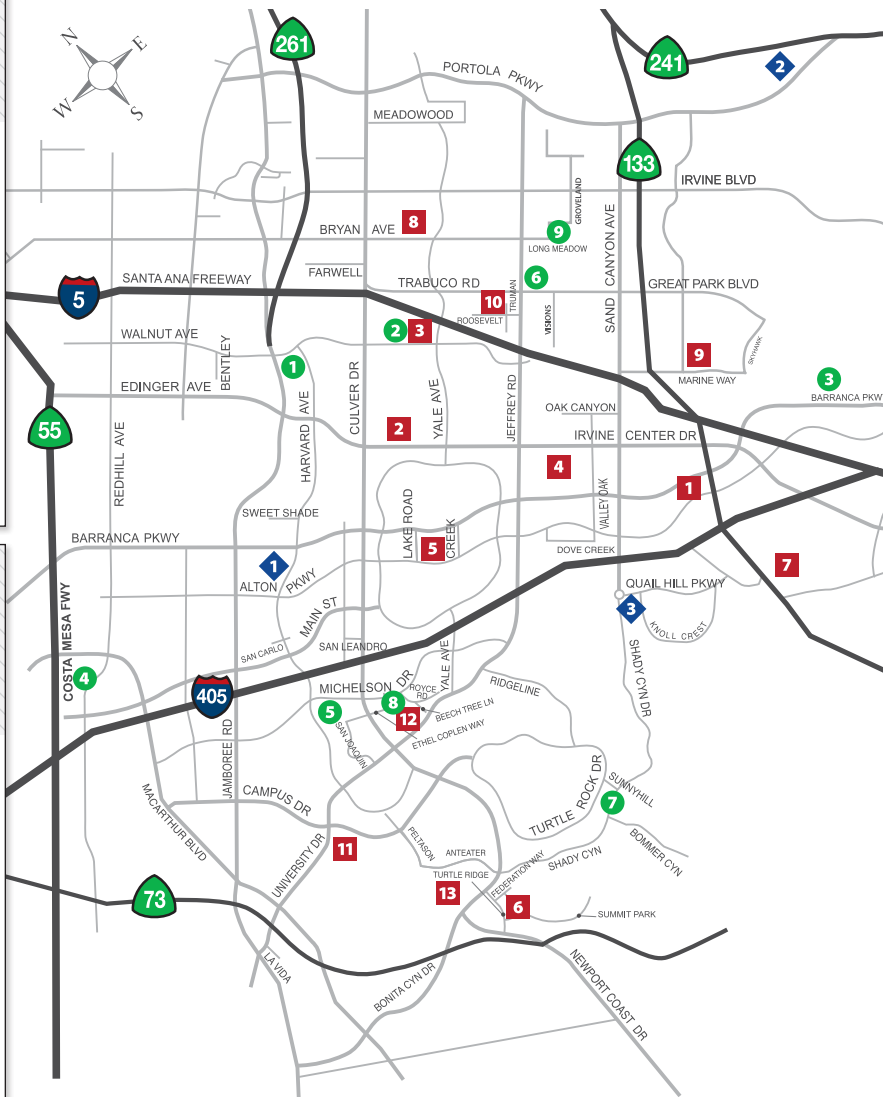 261
241
2
N
E
W
S
PORTOLA PKWY
MEADOWOOD
133
IRVINE BLVD
GROVELAND
SAND CANYON AVE
8
BRYAN AVE
9
LONG MEADOW
FARWELL
SANTA ANA FREEWAY
5
TRABUCO RD
6
GREAT PARK BLVD
10
TRUMAN
ROOSEVELT
VISIONS
WALNUT AVE
BENTLEY
2
3
1
9
SKYHAWK
MARINE WAY
3
BARRANCA PKW
EDINGER AVE
CULVER DR
YALE AVE
JEFFREY RD
HARVARD AVE
OAK CANYON
55
REDHILL AVE
2
IRVINE CENTER DR
4
VALLEY OAK
1
SWEET SHADE
LAKE ROAD
CREEK
BARRANCA PKWY
5
DOVE CREEK
1
ALTON PKWY
7
QUAIL HILL PKWY
3
KNOLL CREST
COSTA MESA FWY
MAIN ST
SAN CARLO
SAN LEANDRO
SHADY CYN DR
4
405
MICHELSON DR
YALE AVE
ROYCE RD
RIDGELINE
8
5
12
BEECH TREE LN
ETHEL COPLEN WAY
SAN JOAQUIN
JAMBOREE RD
MACARTHUR BLVD
CAMPUS DR
TURTLE ROCK DR
SUNNYHILL
7
UNIVERSITY DR
11
PELTASON
ANTEATER
SHADY CYN
BOMMER CYN
TURTLE RIDGE
FEDERATION WAY
13
6
SUMMIT PARK
73
LA VIDA
BONITA CYN DR
NEWPORT COAST DR